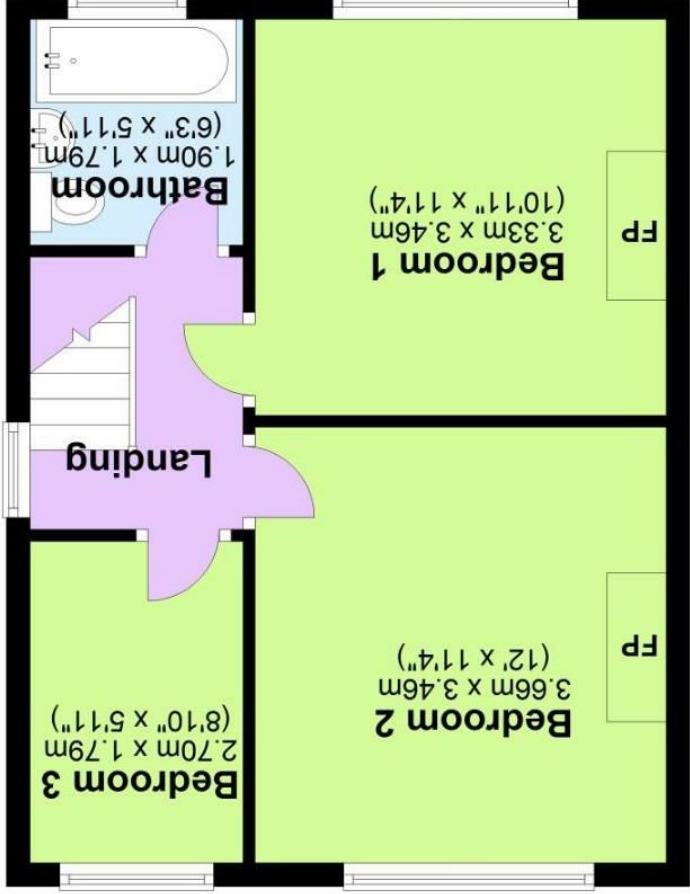 Bedroom 3
2.70m x 1.79m
(8'10" x 5'11")
Bedroom 2
3.66m x 3.46m
(12' x 11'4")
FP
Landing
Bedroom 1
3.33m x 3.46m
(10'11" x 11'4")
FP
Bathroom
1.90m x 1.79m
(6'3" x 5'11")